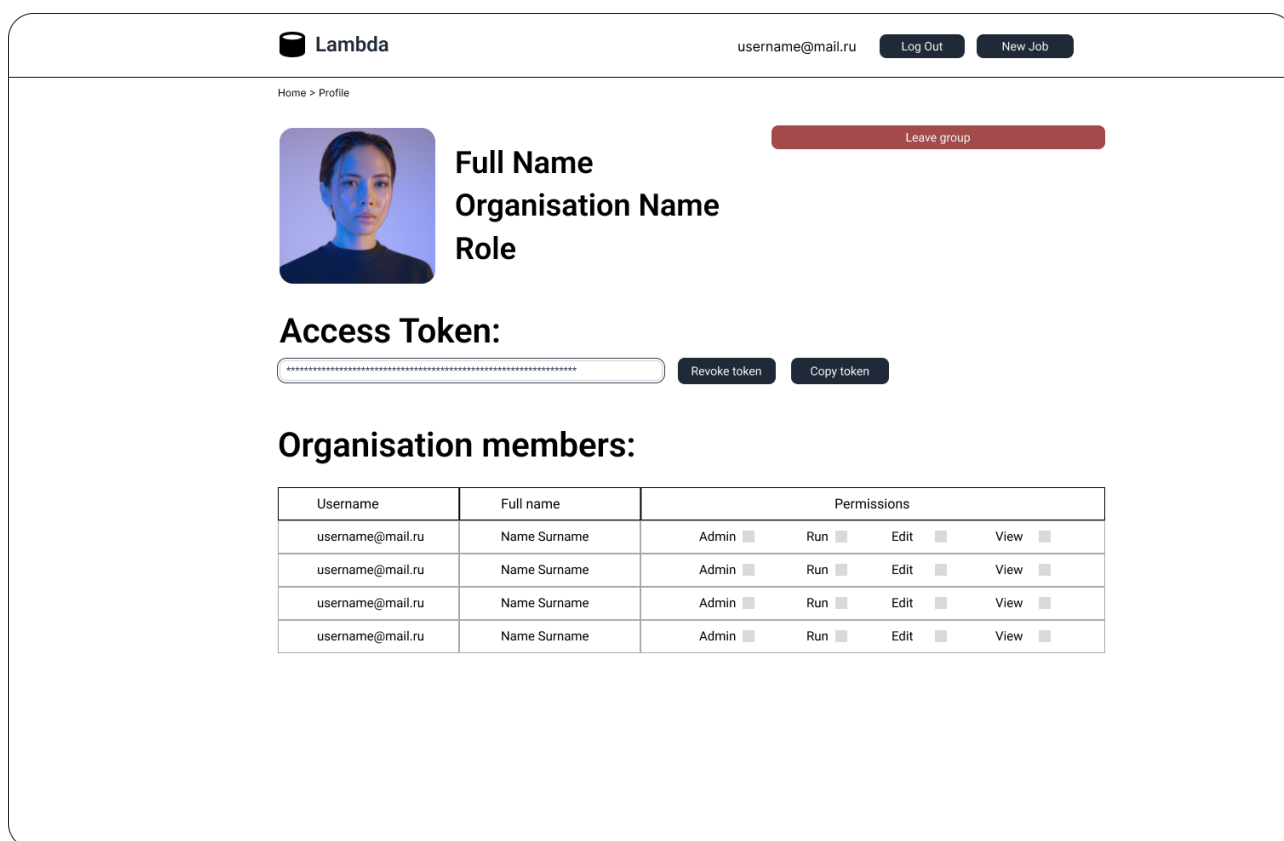 Lambda
username@mail.ru Log Out New Job
Home > Profile
Leave group
Full Name
Organisation Name
Role
Access Token:
****************************************************************** Revoke token Copy token
Organisation members:
Username Full name Permissions
username@mail.ru Name Surname Admin Run Edit View
username@mail.ru Name Surname Admin Run Edit View
username@mail.ru Name Surname Admin Run Edit View
username@mail.ru Name Surname Admin Run Edit View